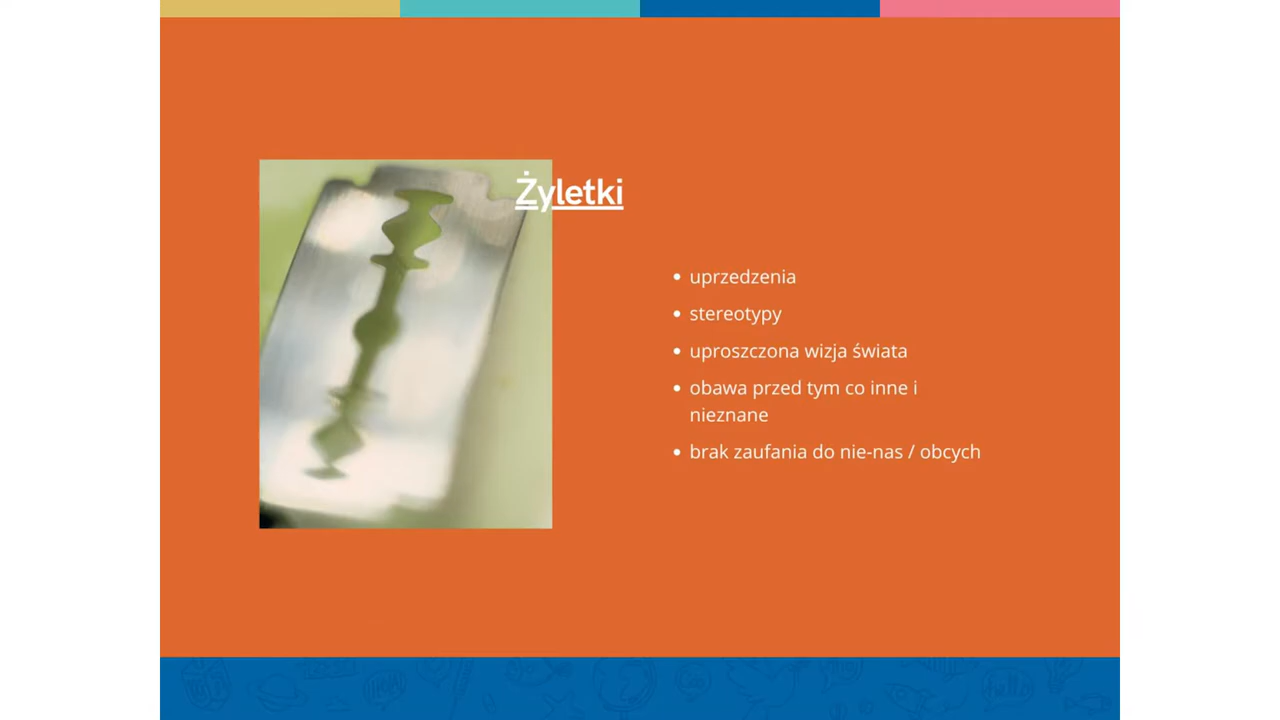 Żyletki
• uprzedzenia
• stereotypy
• uproszczona wizja świata
• obawa przed tym co inne i
nieznane
• brak zaufania do nie-nas / obcych